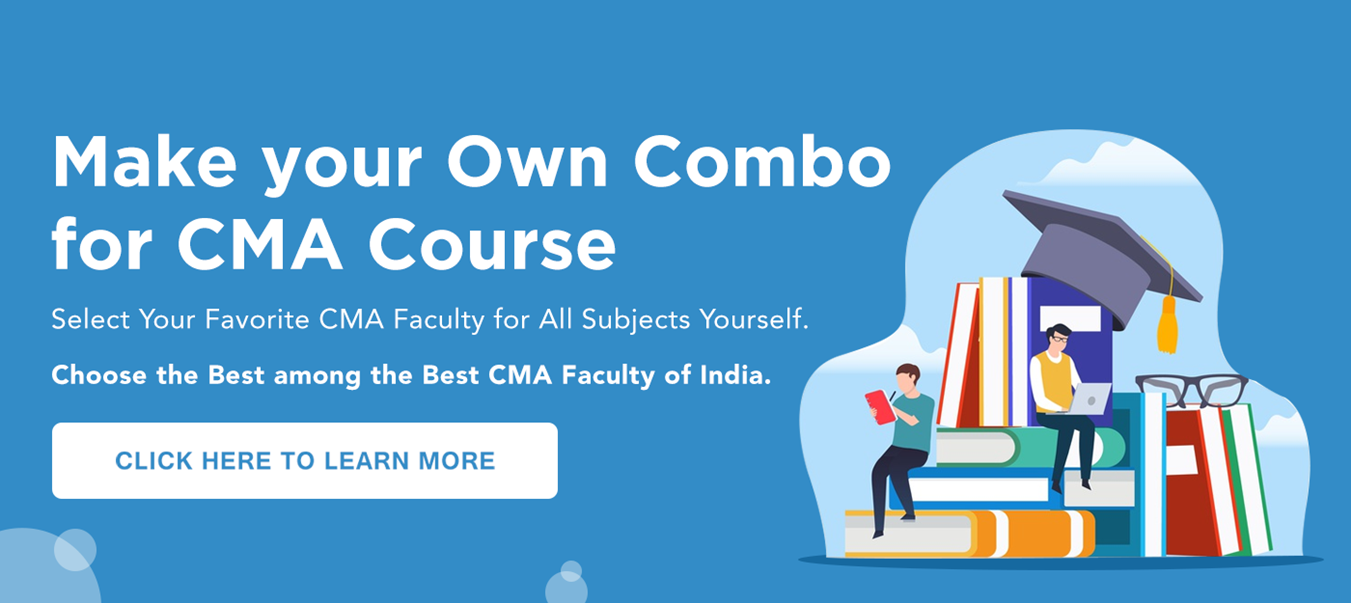 Make your Own Combo
for CMA Course
Select Your Favorite CMA Faculty for All Subjects Yourself.
Choose the Best among the Best CMA Faculty of India.
CLICK HERE TO LEARN MORE